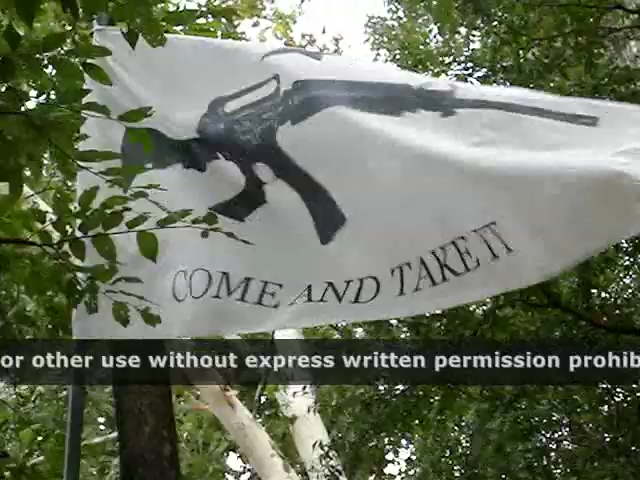 COME AND TAKE IT
or other use without express written permission prohib